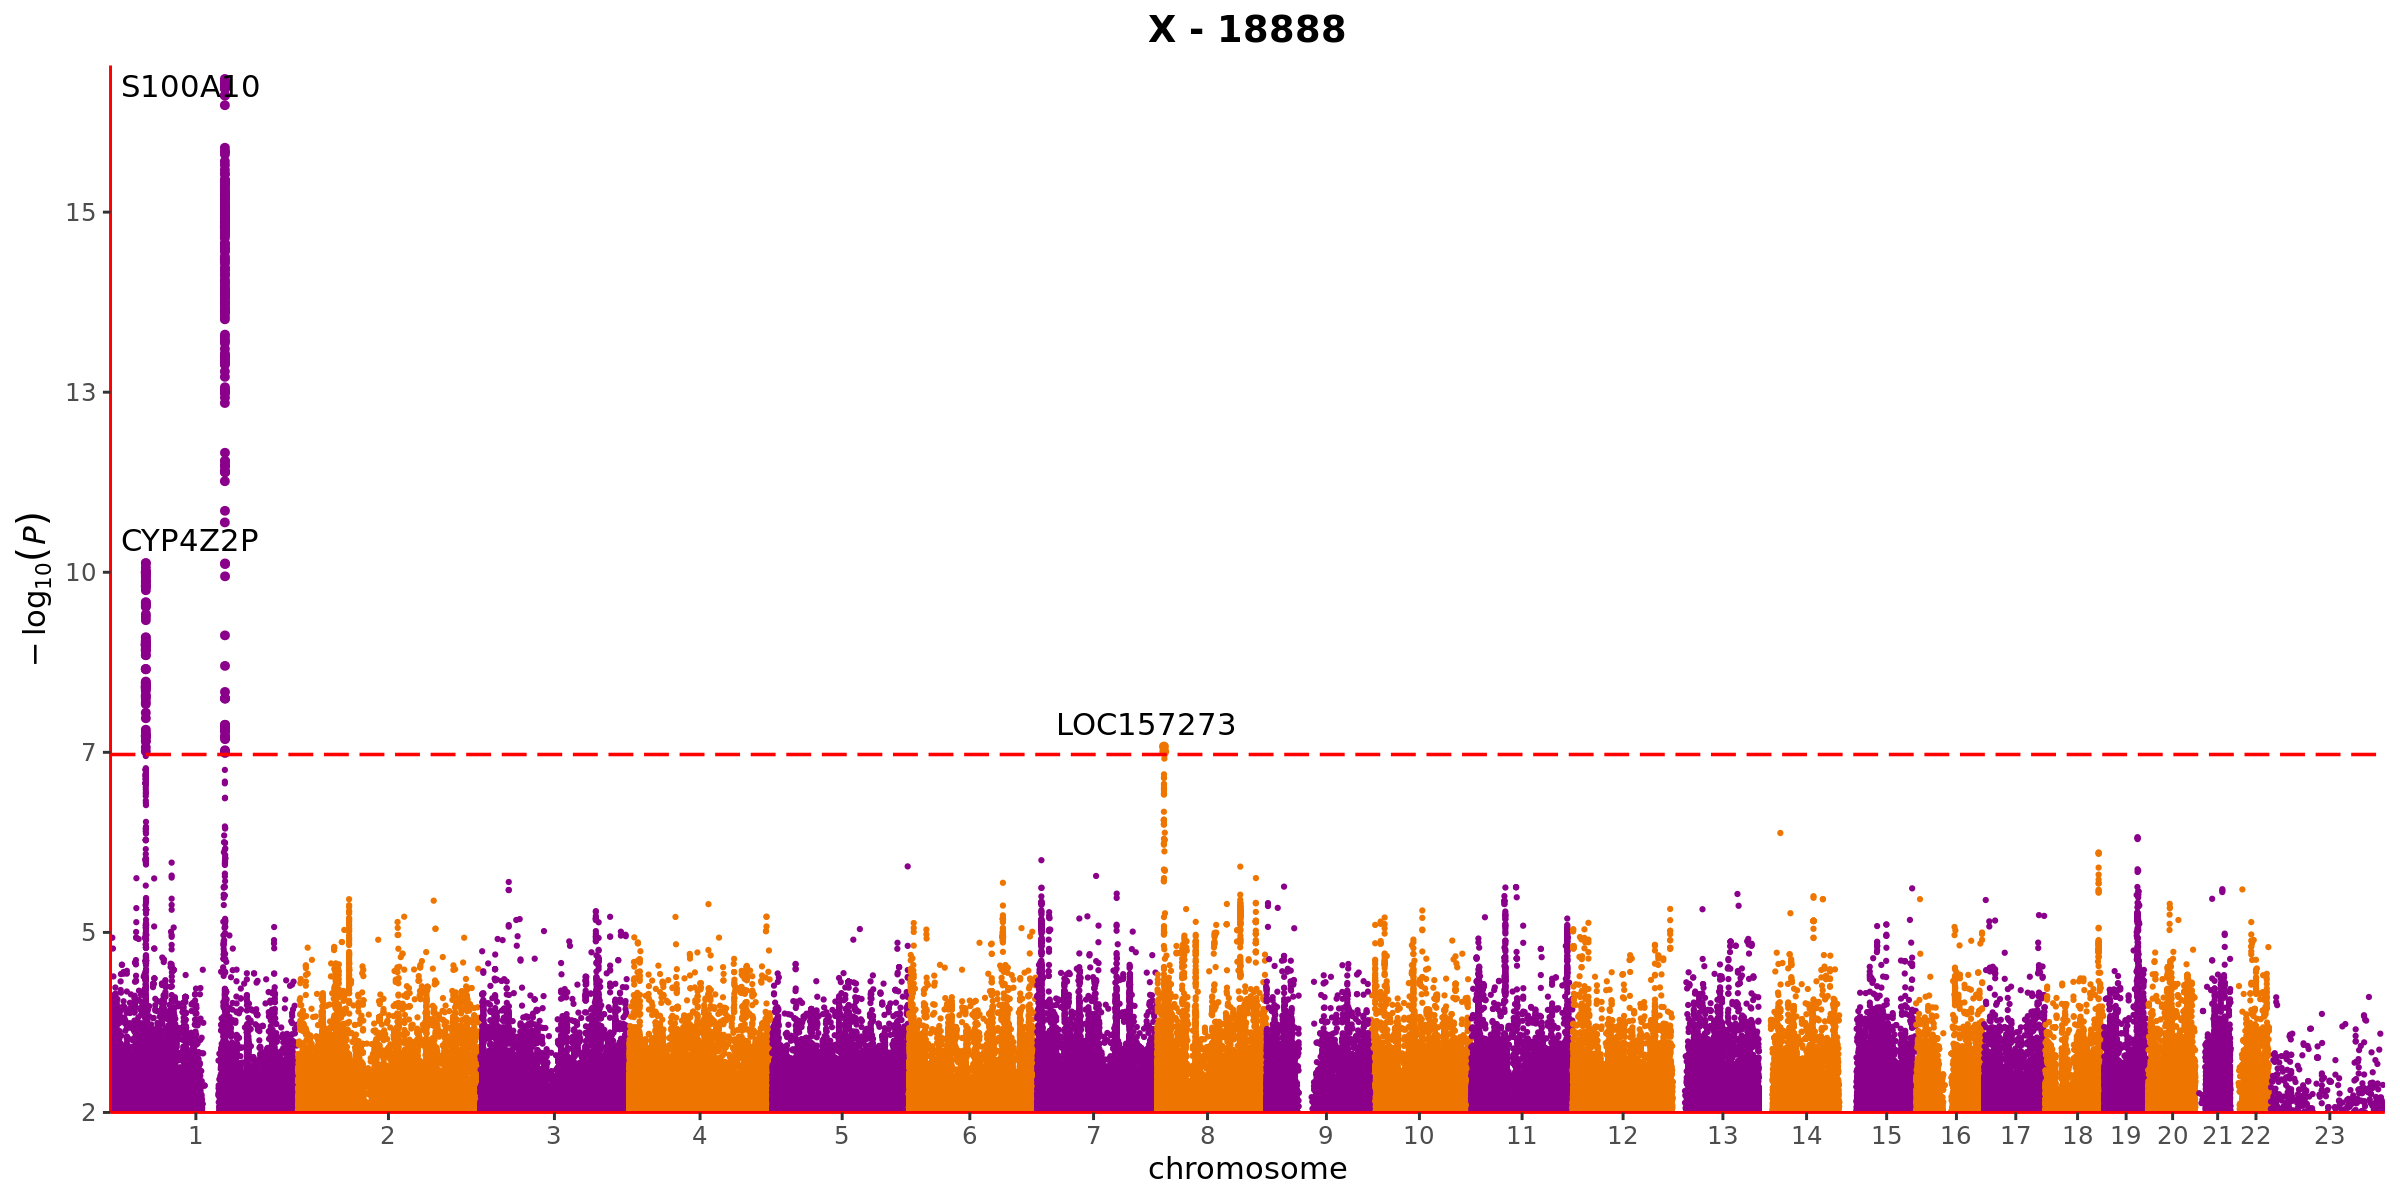 X - 18888
S100A10
15
13
CYP4Z2P
10
LOC157273
7
5
2
− log10(P)
1 2 3 4 5 6 7 8 9 10 11 12 13 14 15 16 17 18 19 20 21 22 23
chromosome